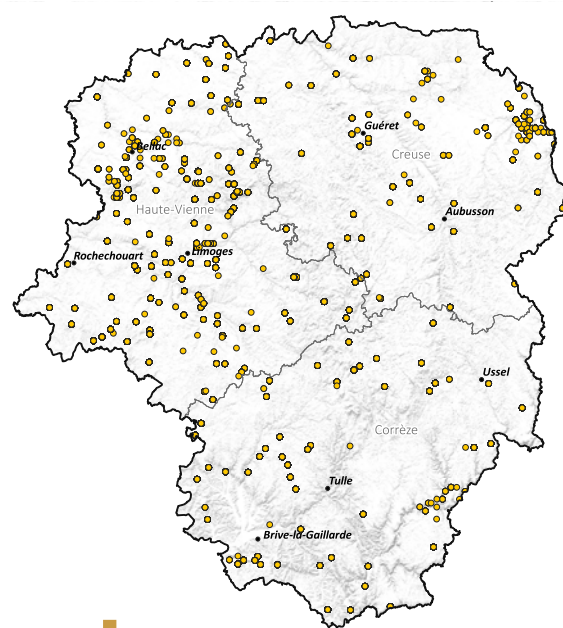 Guéret
Bellac
Creuse
Haute-Vienne
Aubusson
Limoges
Rochechouart
Ussel
Corrèze
Tulle
Brive-la-Gaillarde